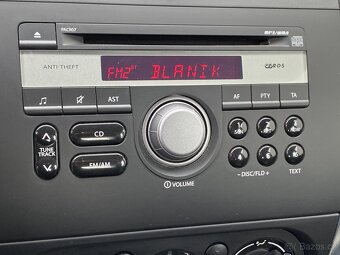 PACR07
MP3/WMA
ANTI-THEFT
FM2 BLANIK
AST
AF
PTY
TA
TUNE
TRACK
CD
FM/AM
VOLUME
- DISC/FLD +
TEXT